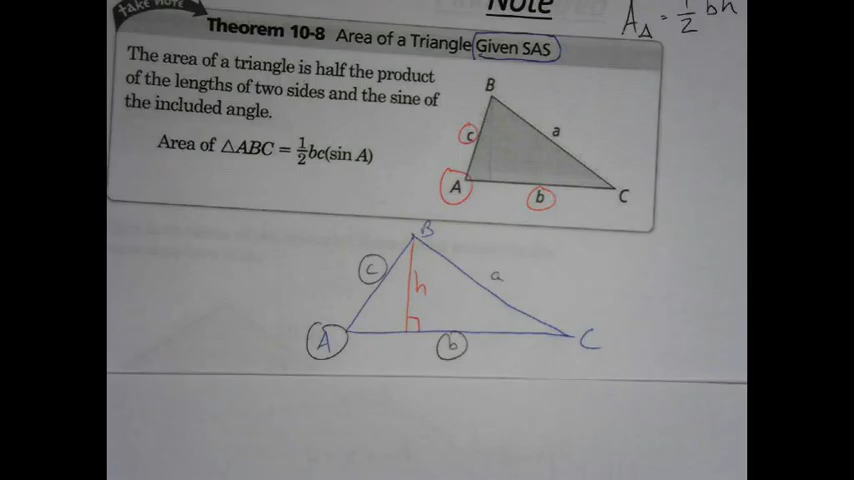 TAKE NOTE
Note
A△ = 1/2 bh
Theorem 10-8 Area of a Triangle Given SAS
The area of a triangle is half the product
of the lengths of two sides and the sine of
the included angle.
Area of △ABC = 1/2 bc(sin A)
B
c
a
A
b
C
B
c
h
a
A
b
C